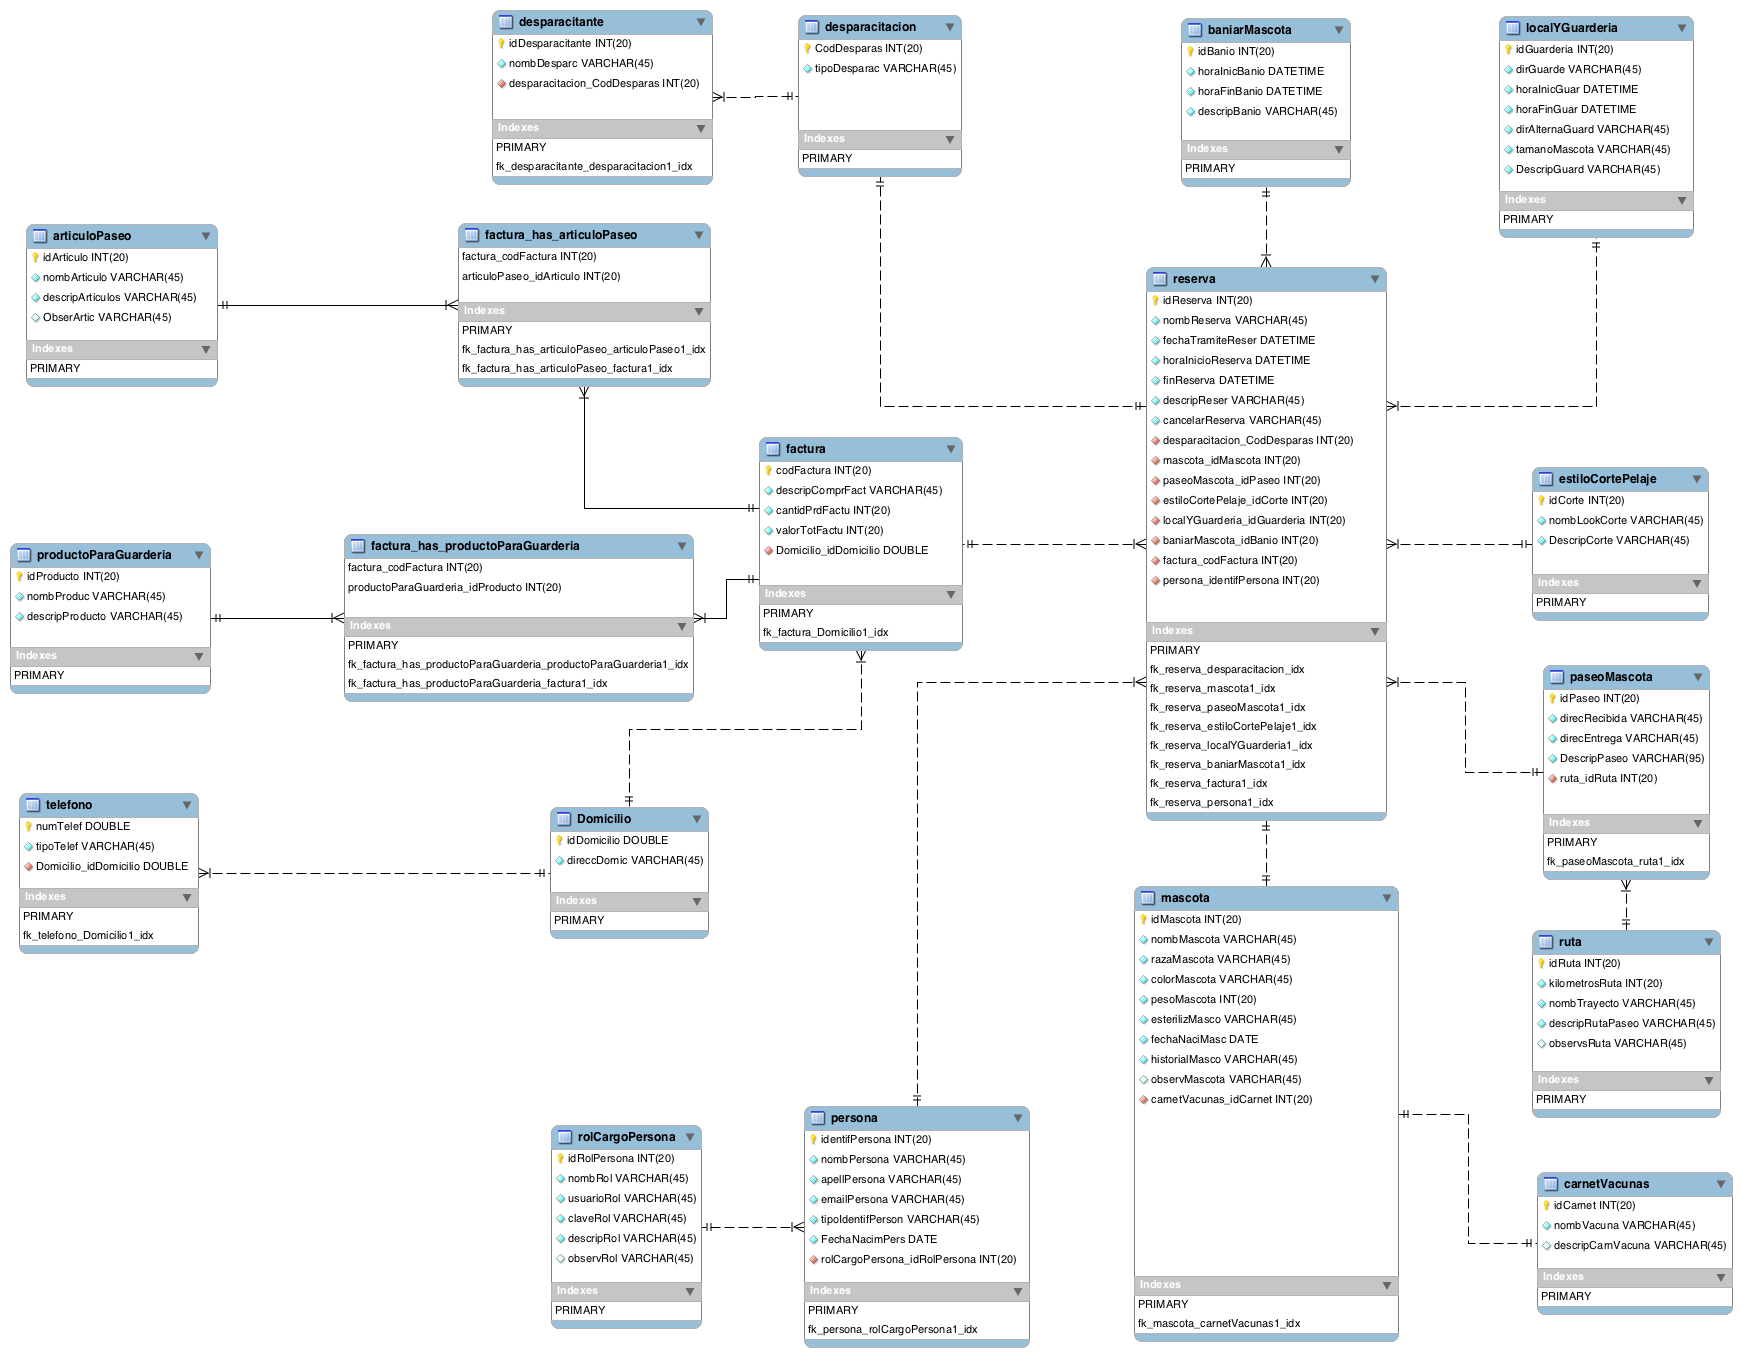 desparacitante
idDesparacitante INT(20)
nombDesparc VARCHAR(45)
desparacitacion_CodDesparas INT(20)
Indexes
PRIMARY
fk_desparacitante_desparacitacion1_idx
desparacitacion
CodDesparas INT(20)
tipoDesparac VARCHAR(45)
Indexes
PRIMARY
baniarMascota
idBanio INT(20)
horaInicBanio DATETIME
horaFinBanio DATETIME
descripBanio VARCHAR(45)
Indexes
PRIMARY
localYGuarderia
idGuarderia INT(20)
dirGuarde VARCHAR(45)
horaInicGuar DATETIME
horaFinGuar DATETIME
dirAlternaGuard VARCHAR(45)
tamanoMascota VARCHAR(45)
DescripGuard VARCHAR(45)
Indexes
PRIMARY
articuloPaseo
idArticulo INT(20)
nombArticulo VARCHAR(45)
descripArticulos VARCHAR(45)
ObserArtic VARCHAR(45)
Indexes
PRIMARY
factura_has_articuloPaseo
factura_codFactura INT(20)
articuloPaseo_idArticulo INT(20)
Indexes
PRIMARY
fk_factura_has_articuloPaseo_articuloPaseo1_idx
fk_factura_has_articuloPaseo_factura1_idx
reserva
idReserva INT(20)
nombReserva VARCHAR(45)
fechaTramiteReser DATETIME
horaInicioReserva DATETIME
finReserva DATETIME
descripReser VARCHAR(45)
cancelarReserva VARCHAR(45)
desparacitacion_CodDesparas INT(20)
mascota_idMascota INT(20)
paseoMascota_idPaseo INT(20)
estiloCortePelaje_idCorte INT(20)
localYGuarderia_idGuarderia INT(20)
baniarMascota_idBanio INT(20)
factura_codFactura INT(20)
persona_identifPersona INT(20)
Indexes
PRIMARY
fk_reserva_desparacitacion_idx
fk_reserva_mascota1_idx
fk_reserva_paseoMascota1_idx
fk_reserva_estiloCortePelaje1_idx
fk_reserva_localYGuarderia1_idx
fk_reserva_baniarMascota1_idx
fk_reserva_factura1_idx
fk_reserva_persona1_idx
factura
codFactura INT(20)
descripComprFact VARCHAR(45)
cantidPrdFactu INT(20)
valorTotFactu INT(20)
Domicilio_idDomicilio DOUBLE
Indexes
PRIMARY
fk_factura_Domicilio1_idx
estiloCortePelaje
idCorte INT(20)
nombLookCorte VARCHAR(45)
DescripCorte VARCHAR(45)
Indexes
PRIMARY
productoParaGuarderia
idProducto INT(20)
nombProduc VARCHAR(45)
descripProducto VARCHAR(45)
Indexes
PRIMARY
factura_has_productoParaGuarderia
factura_codFactura INT(20)
productoParaGuarderia_idProducto INT(20)
Indexes
PRIMARY
fk_factura_has_productoParaGuarderia_productoParaGuarderia1_idx
fk_factura_has_productoParaGuarderia_factura1_idx
paseoMascota
idPaseo INT(20)
direcRecibida VARCHAR(45)
direcEntrega VARCHAR(45)
DescripPaseo VARCHAR(95)
ruta_idRuta INT(20)
Indexes
PRIMARY
fk_paseoMascota_ruta1_idx
telefono
numTelef DOUBLE
tipoTelef VARCHAR(45)
Domicilio_idDomicilio DOUBLE
Indexes
PRIMARY
fk_telefono_Domicilio1_idx
Domicilio
idDomicilio DOUBLE
direccDomic VARCHAR(45)
Indexes
PRIMARY
mascota
idMascota INT(20)
nombMascota VARCHAR(45)
razaMascota VARCHAR(45)
colorMascota VARCHAR(45)
pesoMascota INT(20)
esterilizMasco VARCHAR(45)
fechaNaciMasc DATE
historialMasco VARCHAR(45)
observMascota VARCHAR(45)
carnetVacunas_idCarnet INT(20)
Indexes
PRIMARY
fk_mascota_carnetVacunas1_idx
ruta
idRuta INT(20)
kilometrosRuta INT(20)
nombTrayecto VARCHAR(45)
descripRutaPaseo VARCHAR(45)
observsRuta VARCHAR(45)
Indexes
PRIMARY
rolCargoPersona
idRolPersona INT(20)
nombRol VARCHAR(45)
usuarioRol VARCHAR(45)
claveRol VARCHAR(45)
descripRol VARCHAR(45)
observRol VARCHAR(45)
Indexes
PRIMARY
persona
identifPersona INT(20)
nombPersona VARCHAR(45)
apellPersona VARCHAR(45)
emailPersona VARCHAR(45)
tipoIdentifPerson VARCHAR(45)
FechaNacimPers DATE
rolCargoPersona_idRolPersona INT(20)
Indexes
PRIMARY
fk_persona_rolCargoPersona1_idx
carnetVacunas
idCarnet INT(20)
nombVacuna VARCHAR(45)
descripCarnVacuna VARCHAR(45)
Indexes
PRIMARY